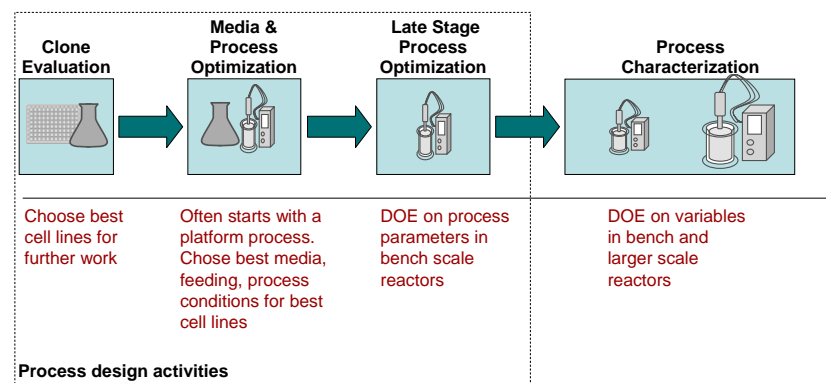 Clone
Evaluation
Media &
Process
Optimization
Late Stage
Process
Optimization
Process
Characterization
Choose best
cell lines for
further work
Often starts with a
platform process.
Chose best media,
feeding, process
conditions for best
cell lines
DOE on process
parameters in
bench scale
reactors
DOE on variables
in bench and
larger scale
reactors
Process design activities